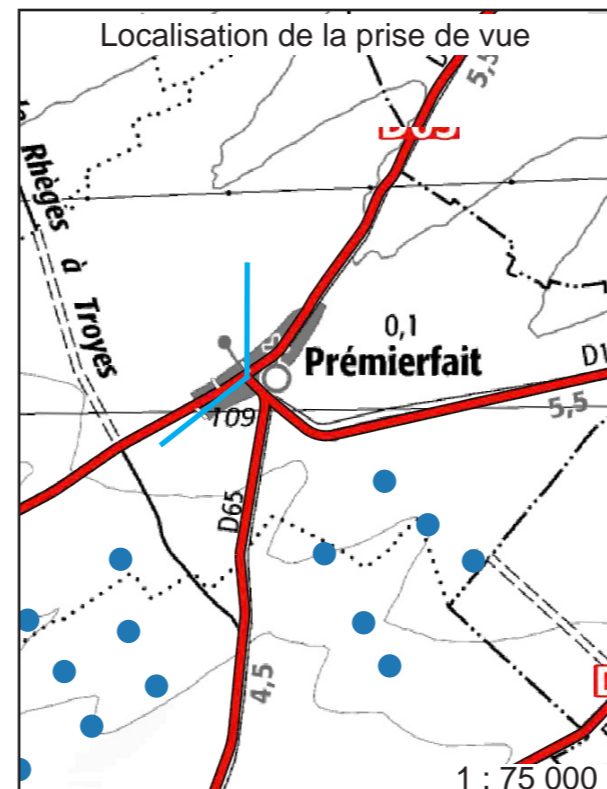 Localisation de la prise de vue
5,5
Rhèges à Troyes
0,1
Prémierfait
D1
5,5
109
D65
4,5
1 : 75 000